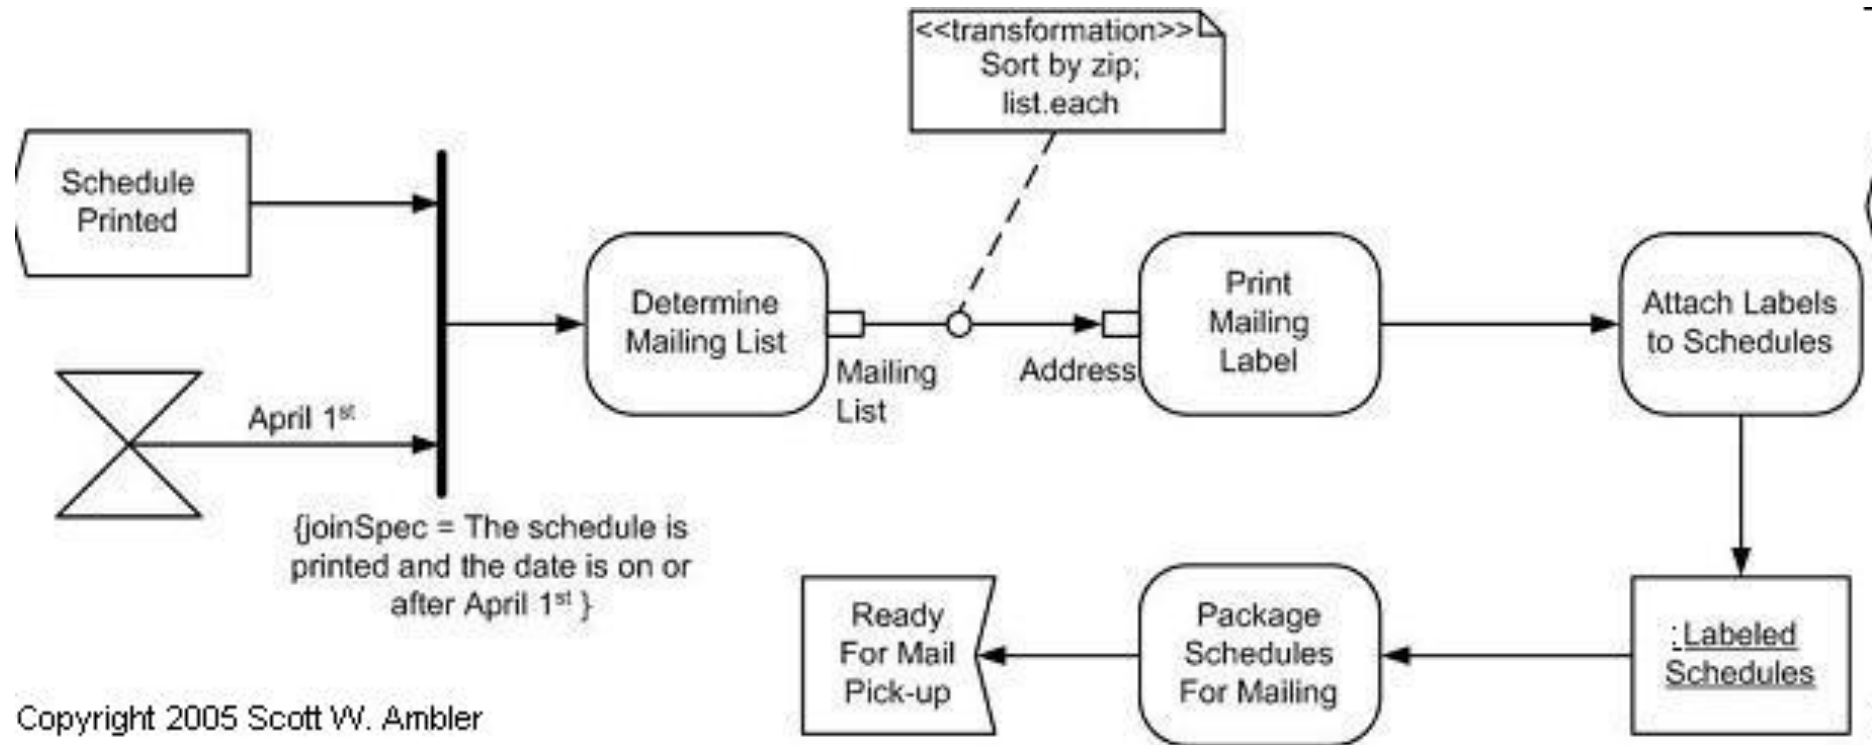 <<transformation>>
Sort by zip;
list.each
Schedule
Printed
April 1st
{joinSpec = The schedule is
printed and the date is on or
after April 1st }
Determine
Mailing List
Mailing
List
Address
Print
Mailing
Label
Attach Labels
to Schedules
:Labeled
Schedules
Package
Schedules
For Mailing
Ready
For Mail
Pick-up
Copyright 2005 Scott W. Ambler